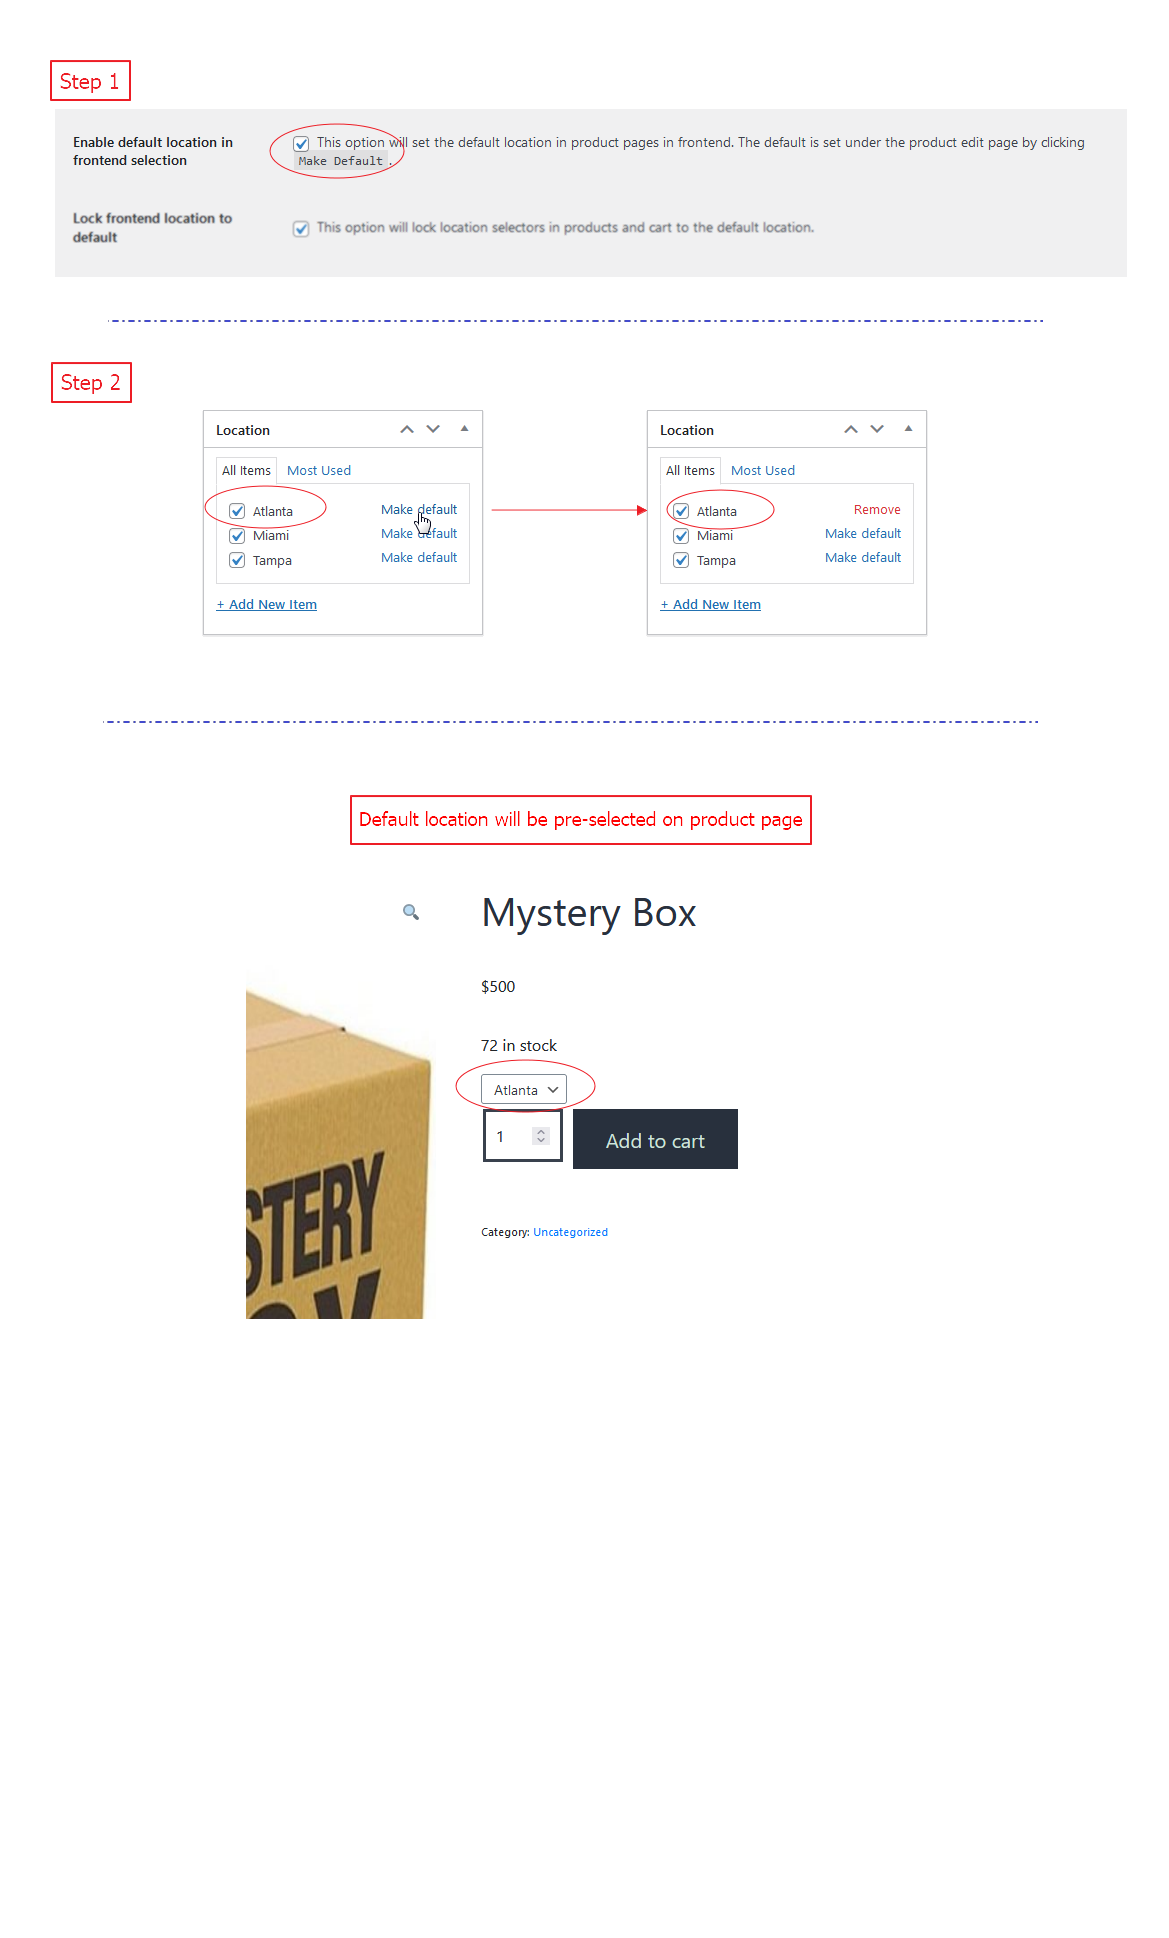 Step 1
Enable default location in
frontend selection
This option will set the default location in product pages in frontend. The default is set under the product edit page by clicking
Make Default .
Lock frontend location to
default
This option will lock location selectors in products and cart to the default location.
Step 2
Location
All Items Most Used
Atlanta Make default
Miami Make default
Tampa Make default
+ Add New Item
Location
All Items Most Used
Atlanta Remove
Miami Make default
Tampa Make default
+ Add New Item
Default location will be pre-selected on product page
Mystery Box
$500
72 in stock
Atlanta
1 Add to cart
Category: Uncategorized
STERY